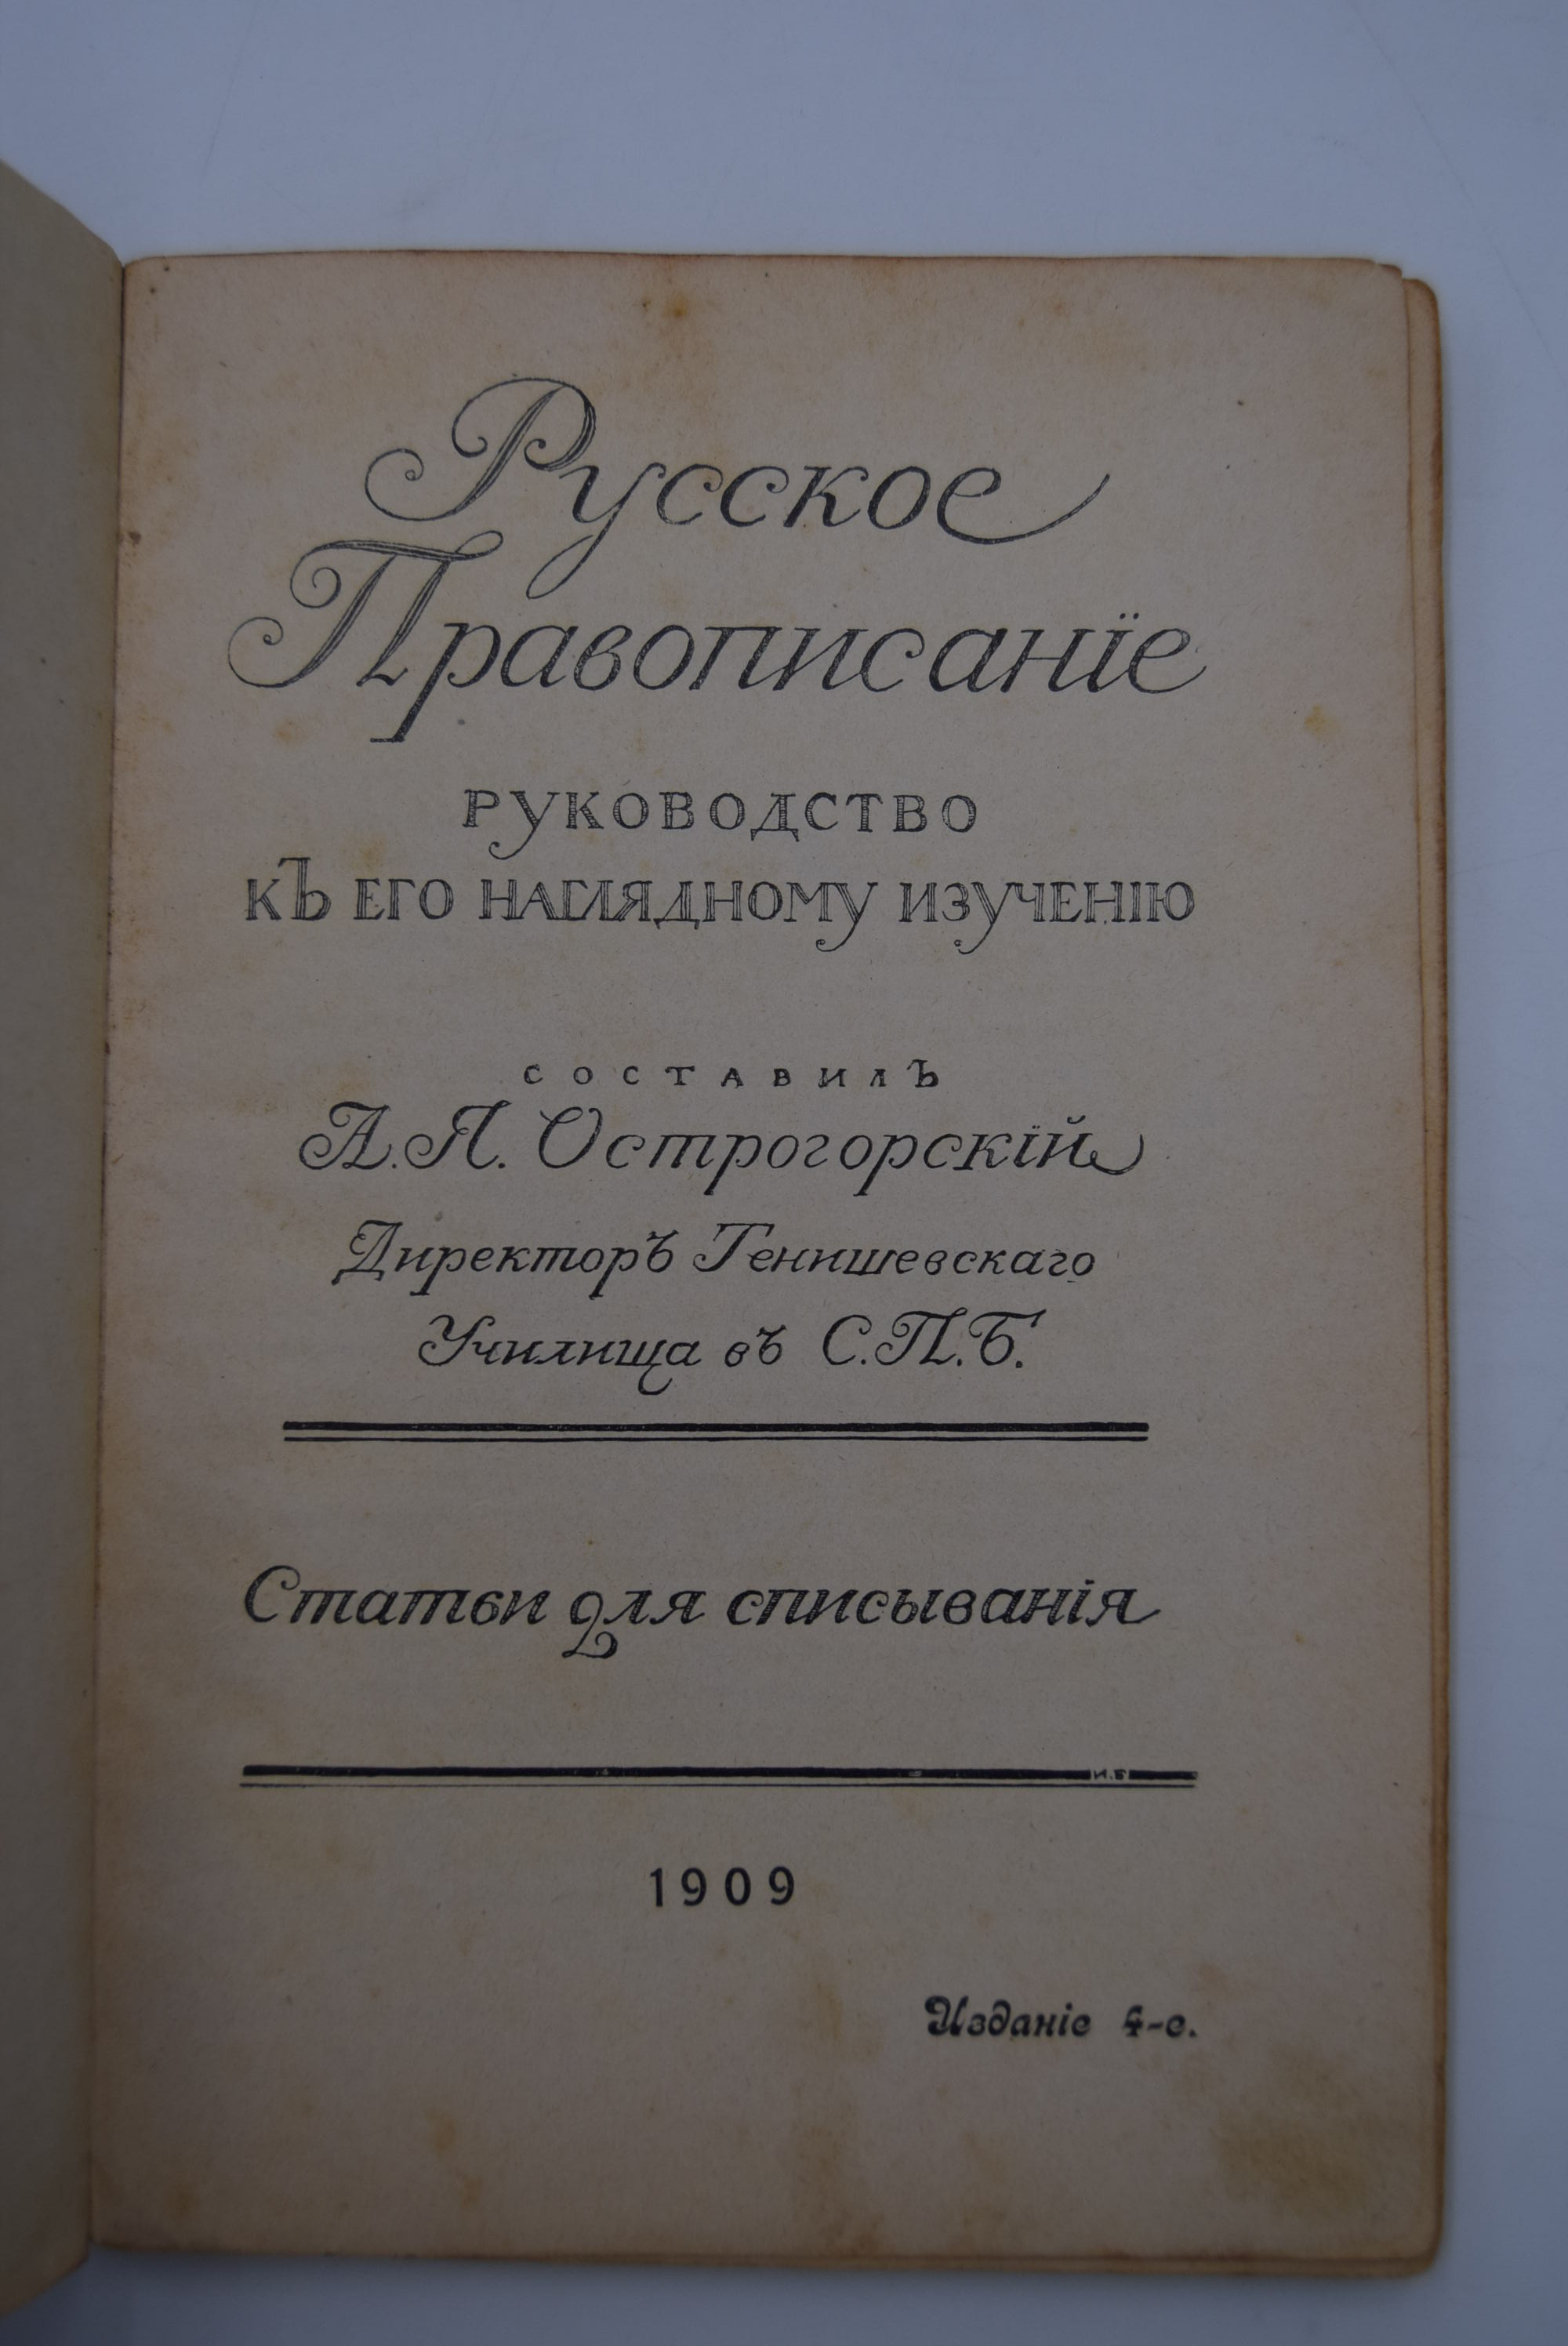 Русское
Правописаніе
РУКОВОДСТВО
КЪ ЕГО НАГЛЯДНОМУ ИЗУЧЕНІЮ
СОСТАВИЛЪ
А.Я. Острогорскій
Директоръ Тенишевскаго
Училища въ С.П.Б.
Статьи для списыванія
И.Б
1909
Изданіе 4-е.